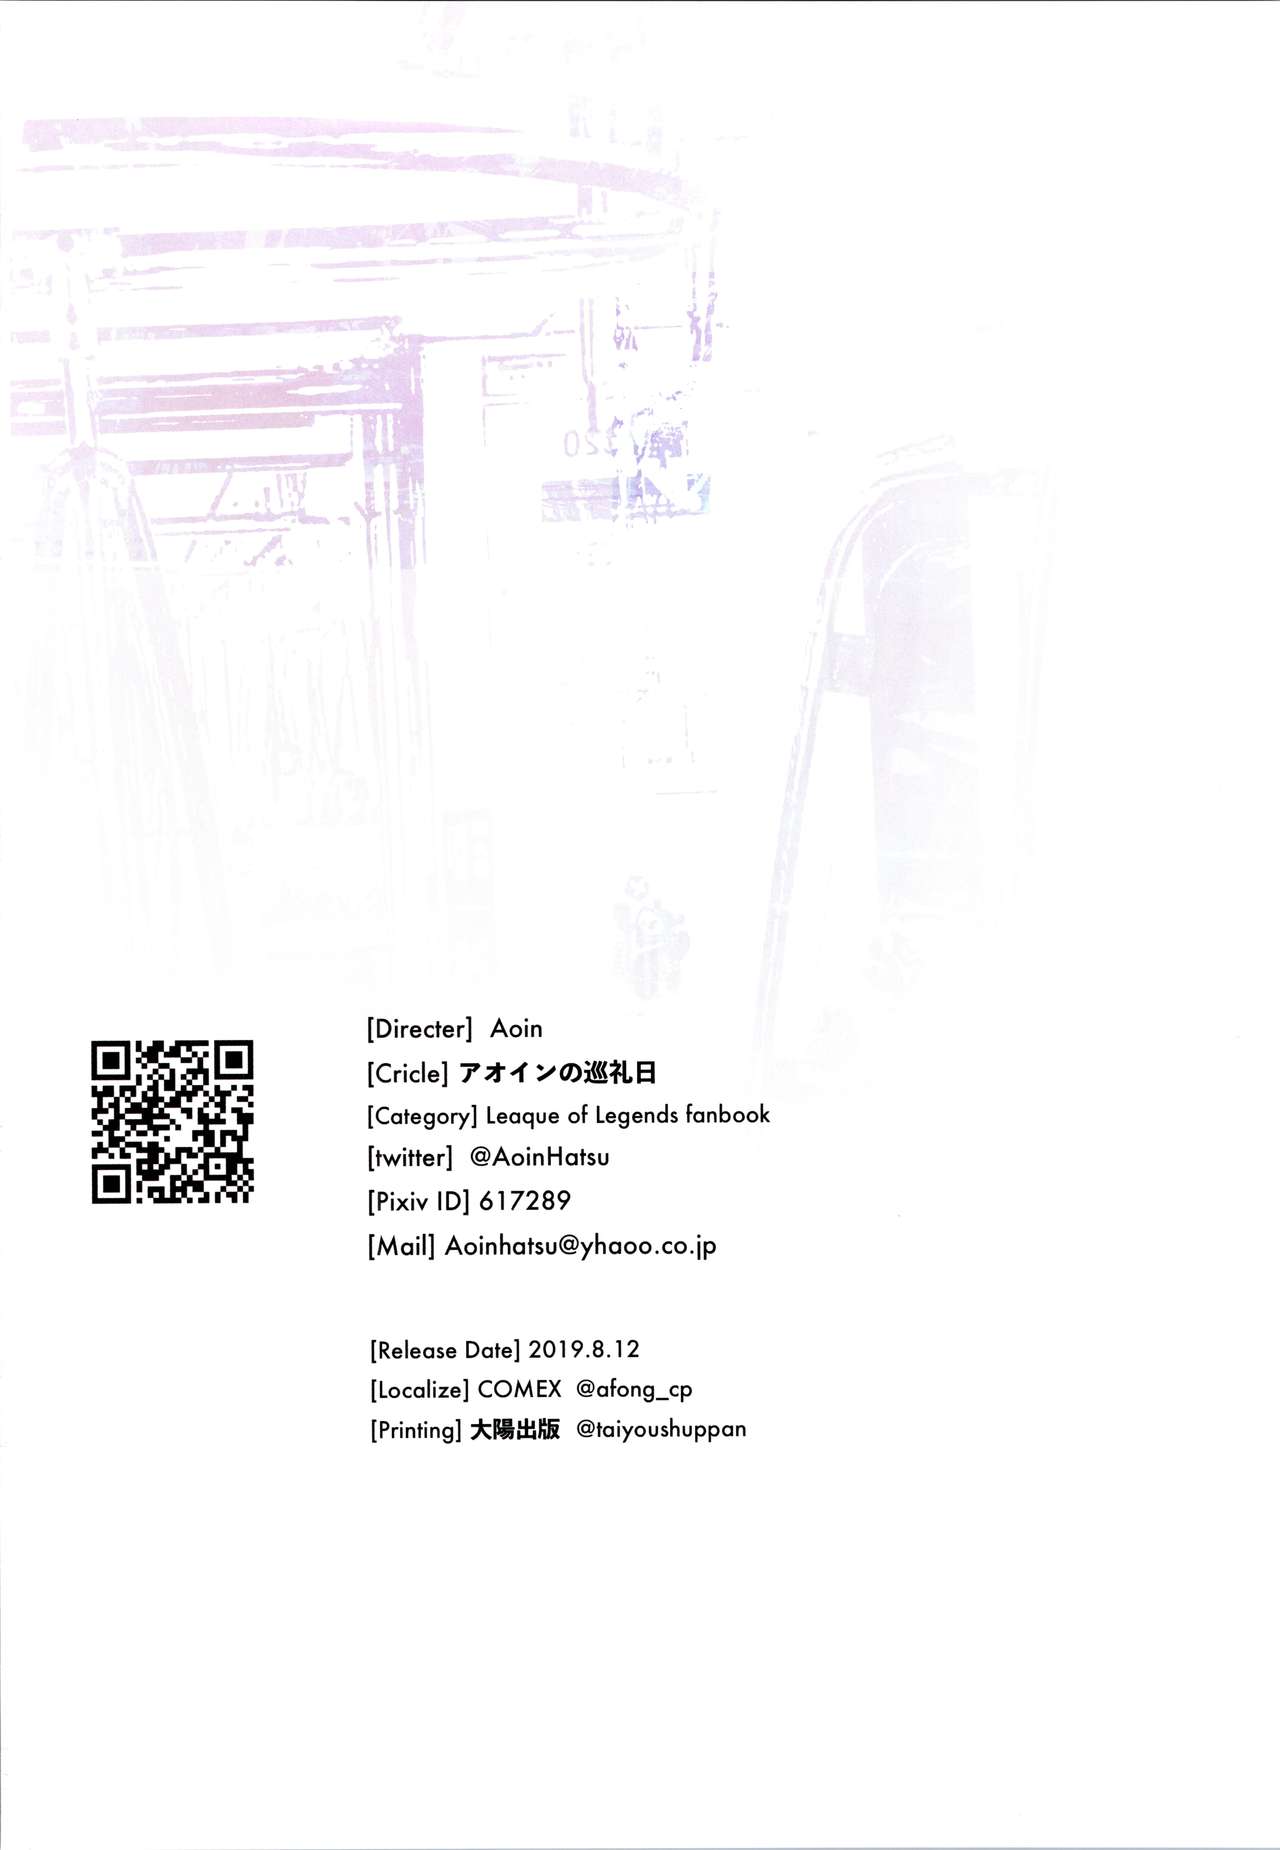 320
[Directer] Aoin
[Cricle] アオインの巡礼日
[Category] Leaque of Legends fanbook
[twitter] @AoinHatsu
[Pixiv ID] 617289
[Mail] Aoinhatsu@yhaoo.co.jp
[Release Date] 2019.8.12
[Localize] COMEX @afong_cp
[Printing] 大陽出版 @taiyoushuppan